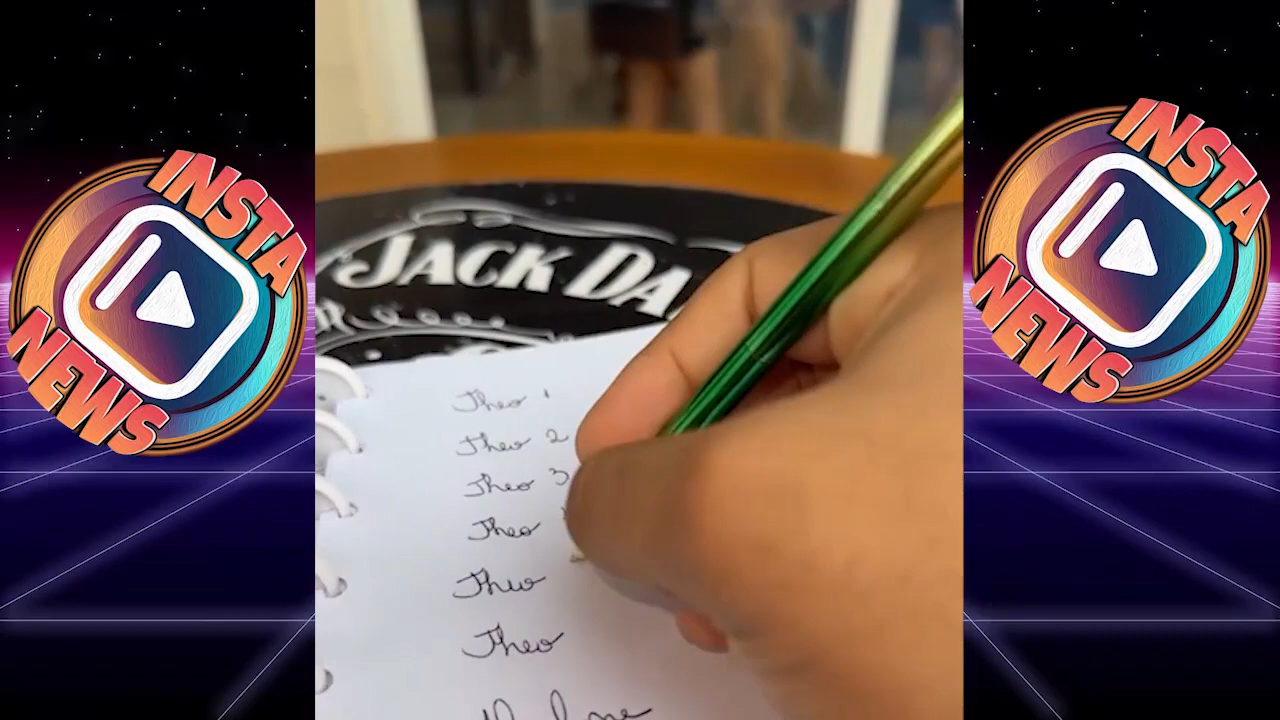 INSTA
NEWS
INSTA
NEWS
JACK DA
Theo 1
Theo 2
Theo 3
Theo
Theo
Theo